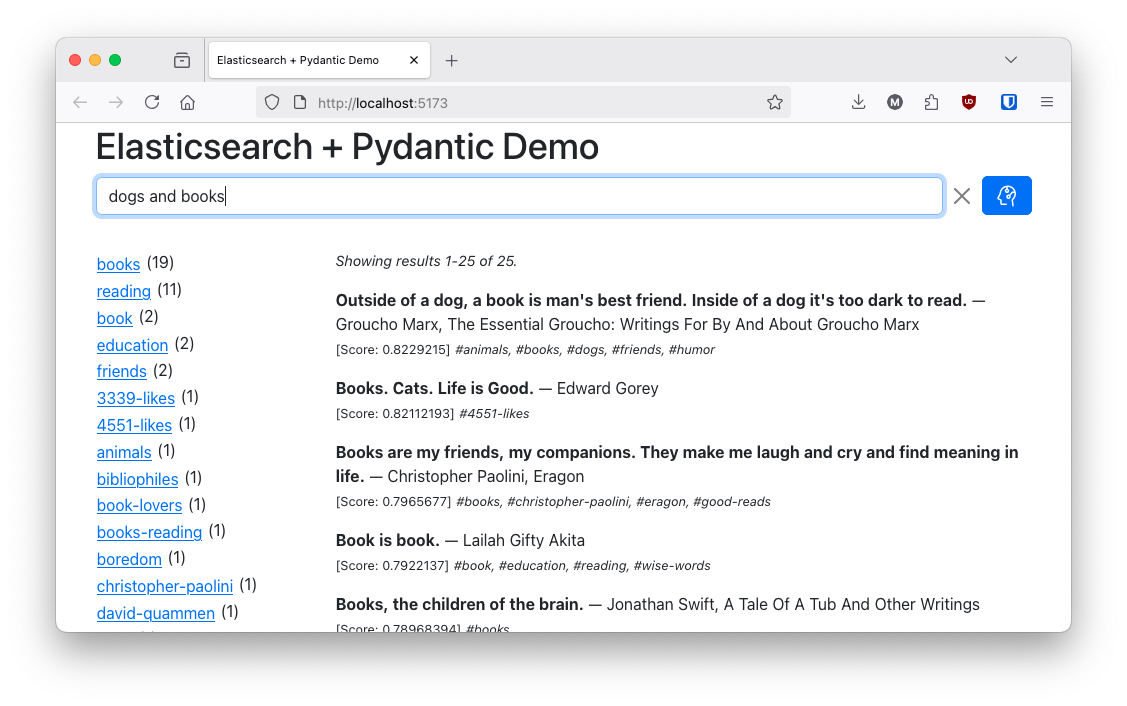 Elasticsearch + Pydantic Demo
http://localhost:5173
M
UD
Elasticsearch + Pydantic Demo
dogs and books
books (19)
reading (11)
book (2)
education (2)
friends (2)
3339-likes (1)
4551-likes (1)
animals (1)
bibliophiles (1)
book-lovers (1)
books-reading (1)
boredom (1)
christopher-paolini (1)
david-quammen (1)
Showing results 1-25 of 25.
Outside of a dog, a book is man's best friend. Inside of a dog it's too dark to read. —
Groucho Marx, The Essential Groucho: Writings For By And About Groucho Marx
[Score: 0.8229215] #animals, #books, #dogs, #friends, #humor
Books. Cats. Life is Good. — Edward Gorey
[Score: 0.82112193] #4551-likes
Books are my friends, my companions. They make me laugh and cry and find meaning in
life. — Christopher Paolini, Eragon
[Score: 0.7965677] #books, #christopher-paolini, #eragon, #good-reads
Book is book. — Lailah Gifty Akita
[Score: 0.7922137] #book, #education, #reading, #wise-words
Books, the children of the brain. — Jonathan Swift, A Tale Of A Tub And Other Writings
[Score: 0.78968394] #books